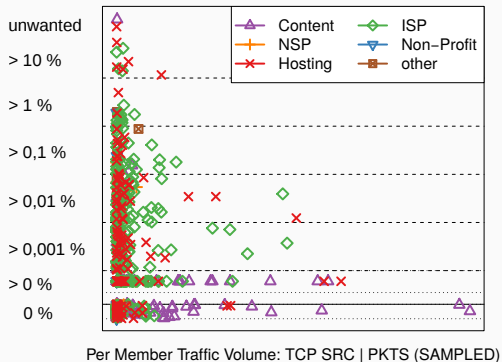 unwanted
Content
ISP
NSP
Non−Profit
Hosting
other
> 10 %
> 1 %
> 0,1 %
> 0,01 %
> 0,001 %
> 0 %
0 %
Per Member Traffic Volume: TCP SRC | PKTS (SAMPLED)